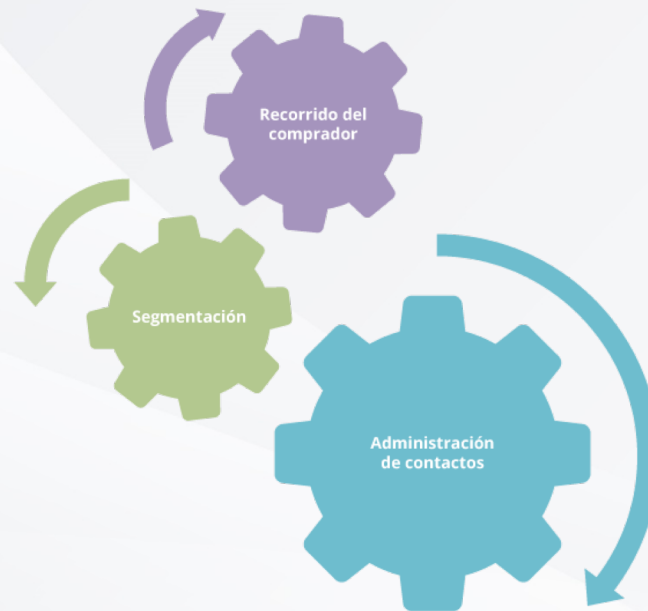 Recorrido del
comprador
Segmentación
Administración
de contactos